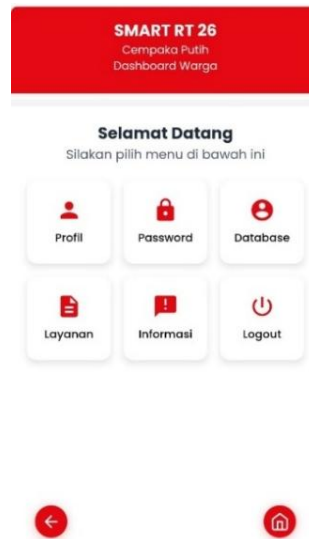 SMART RT 26
Cempaka Putih
Dashboard Warga
Selamat Datang
Silakan pilih menu di bawah ini
Profil
Password
Database
Layanan
Informasi
Logout